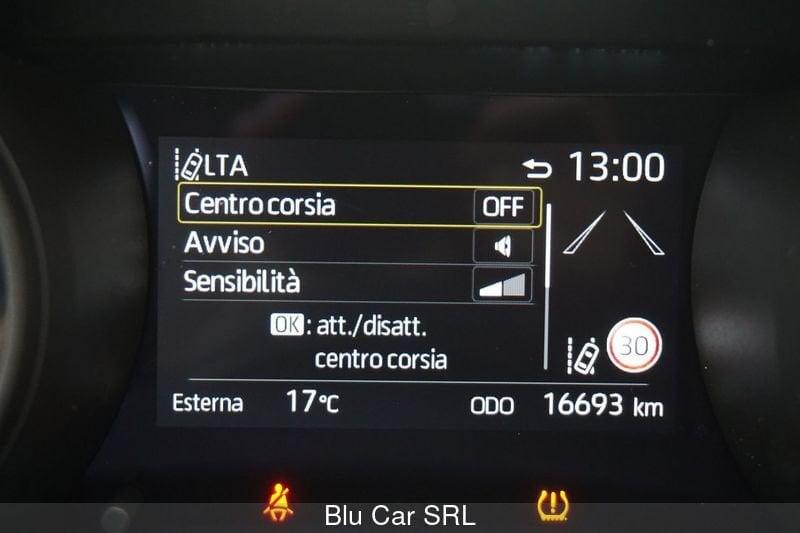 LTA 13:00
Centro corsia OFF
Avviso
Sensibilità
OK : att./disatt.
centro corsia
30
Esterna 17°C ODO 16693 km
Blu Car SRL